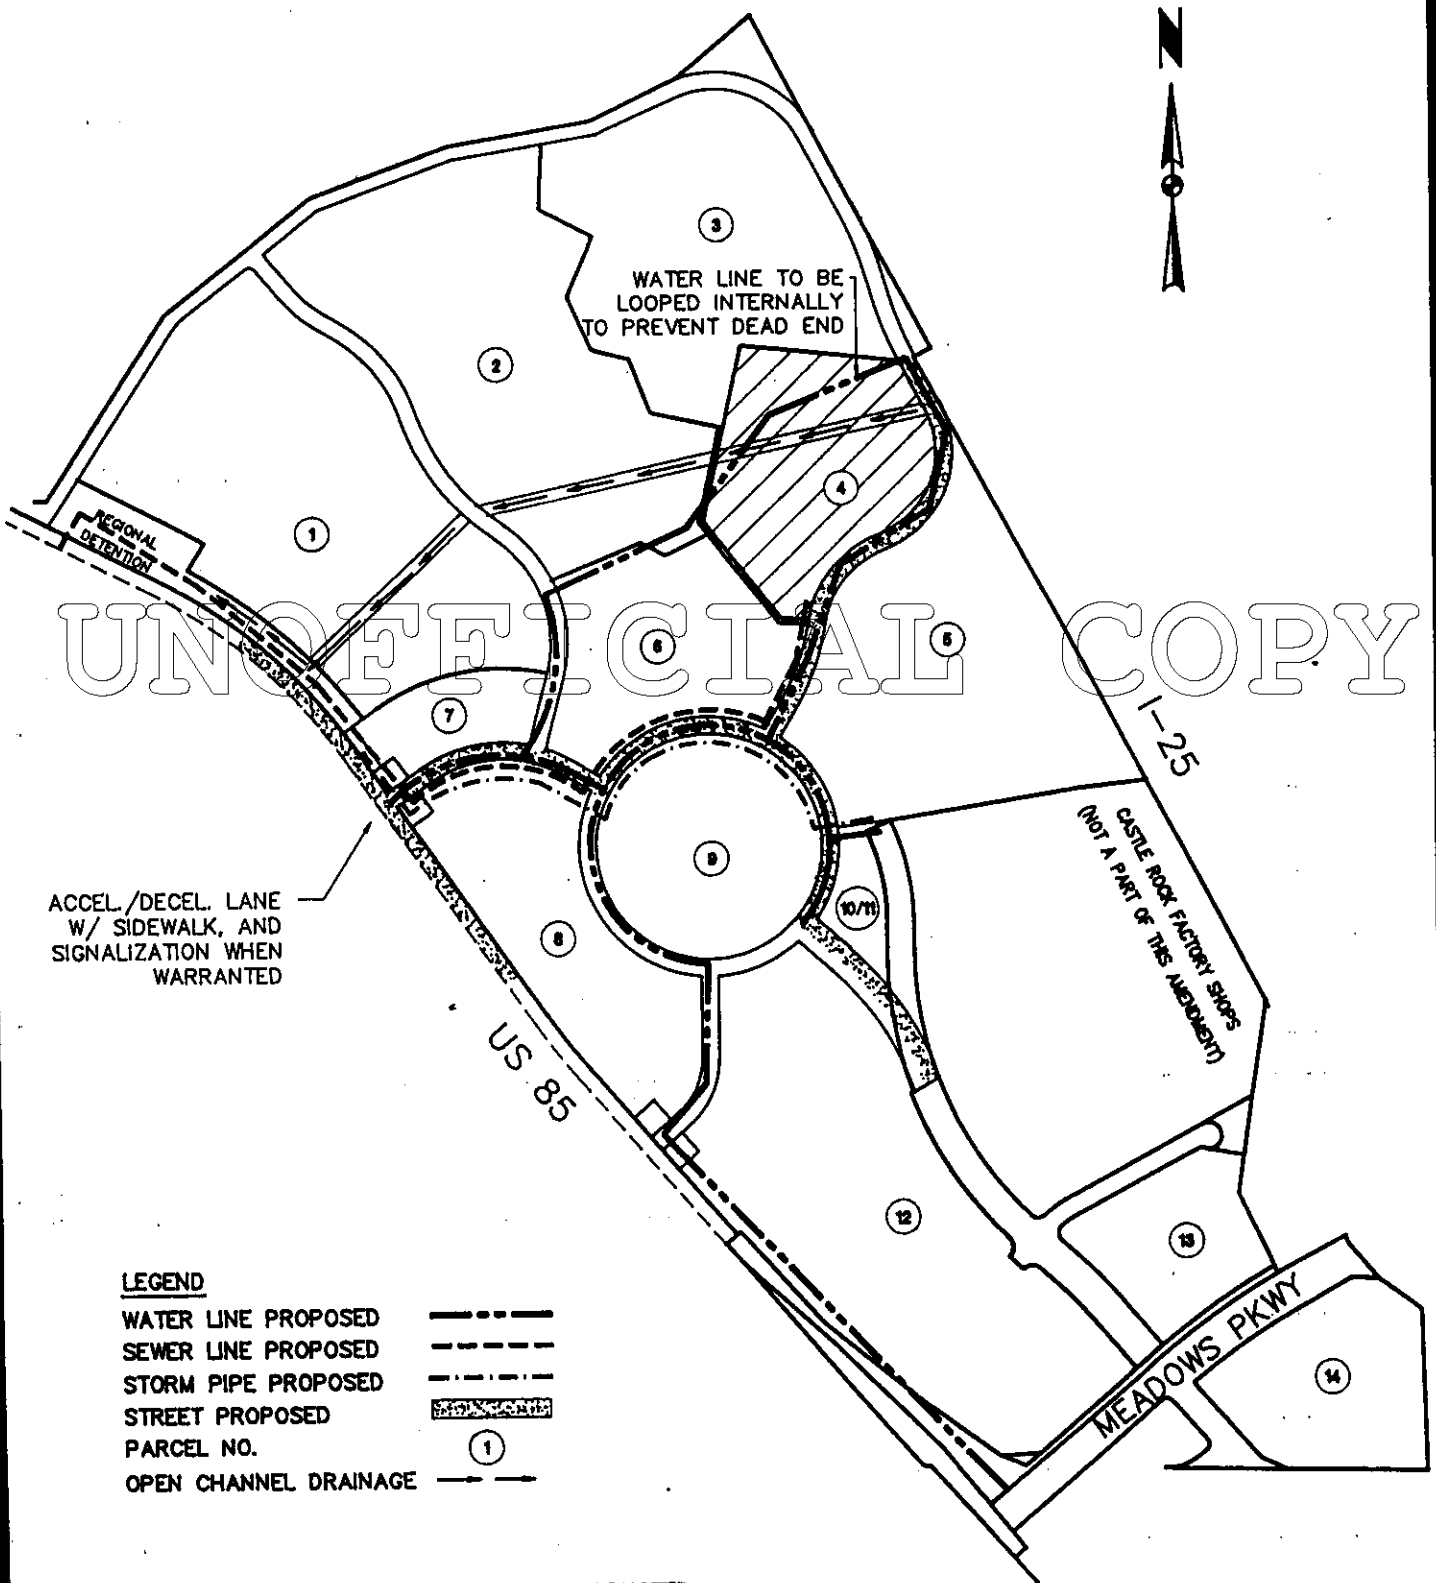 N
3
WATER LINE TO BE
LOOPED INTERNALLY
TO PREVENT DEAD END
2
4
1
REGIONAL
DETENTION
UNOFFICIAL COPY
6
5
7
I-25
9
CASTLE ROCK FACTORY SHOPS
(NOT A PART OF THIS AMENDMENT)
ACCEL./DECEL. LANE
W/ SIDEWALK, AND
SIGNALIZATION WHEN
WARRANTED
8
10/11
US 85
12
13
MEADOWS PKWY
14
LEGEND
WATER LINE PROPOSED
SEWER LINE PROPOSED
STORM PIPE PROPOSED
STREET PROPOSED
PARCEL NO. 1
OPEN CHANNEL DRAINAGE